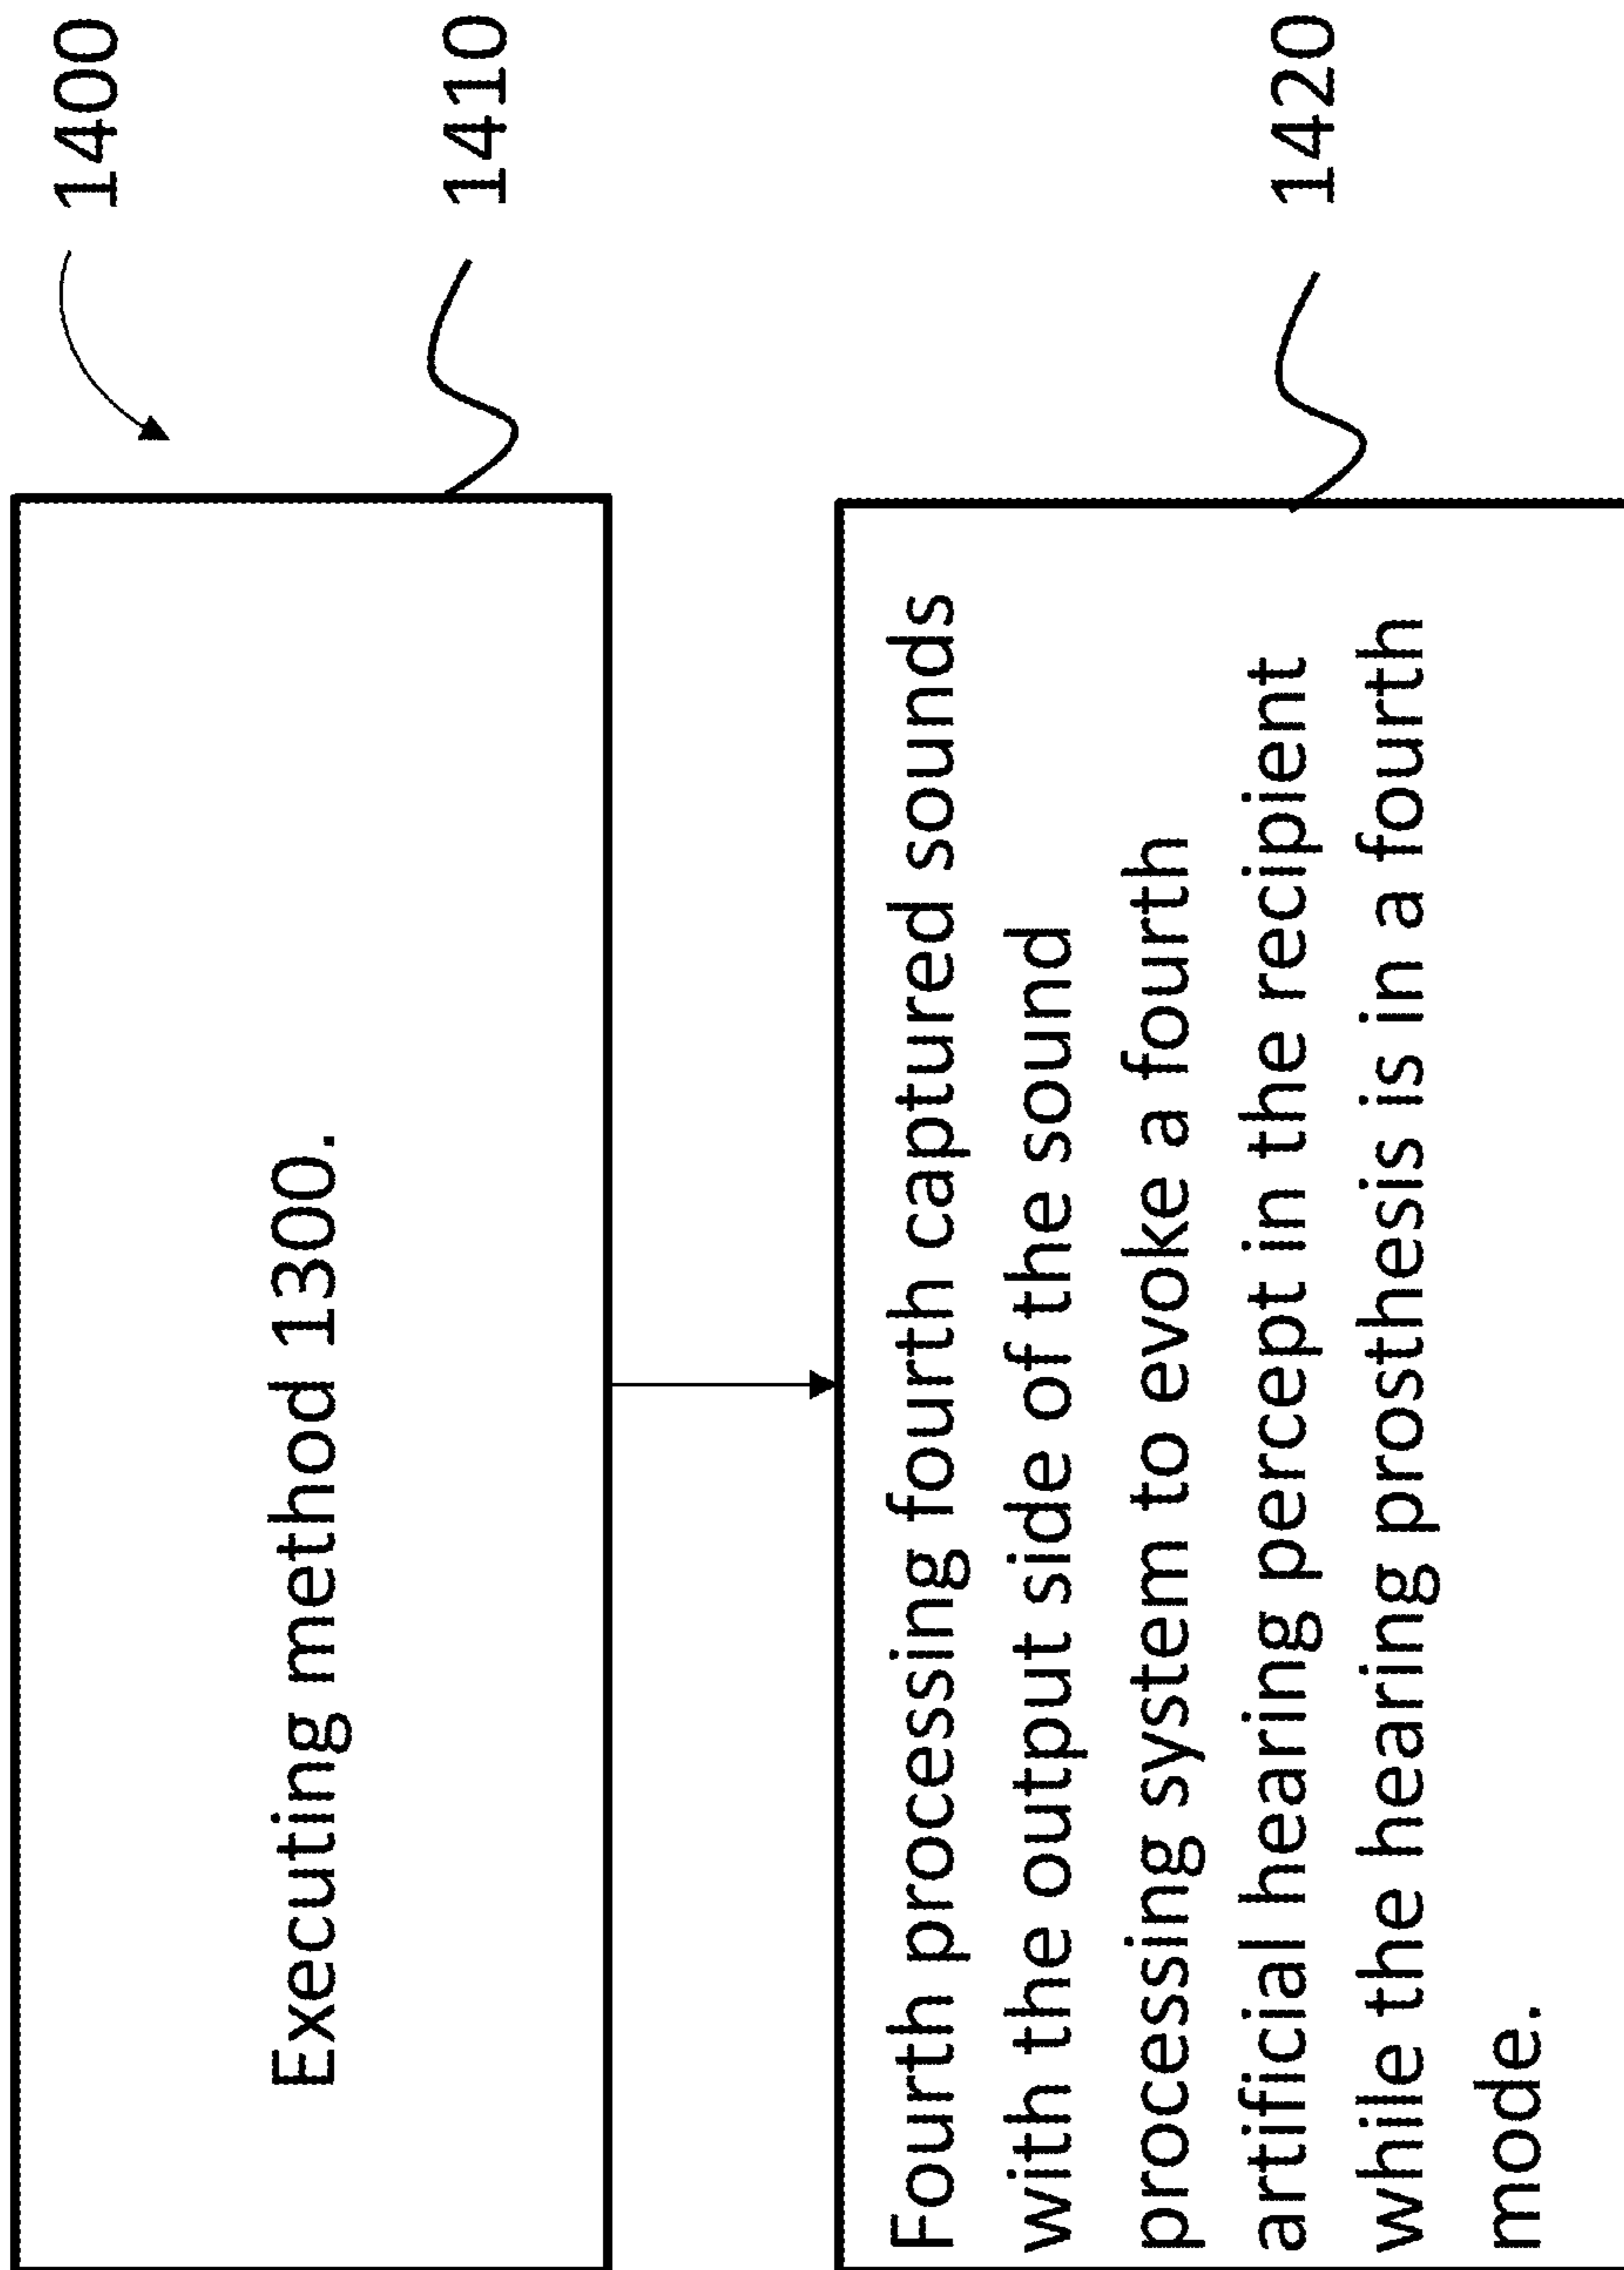 1400
Executing method 1300.
1410
Fourth processing fourth captured sounds
with the output side of the sound
processing system to evoke a fourth
artificial hearing percept in the recipient
while the hearing prosthesis is in a fourth
mode.
1420